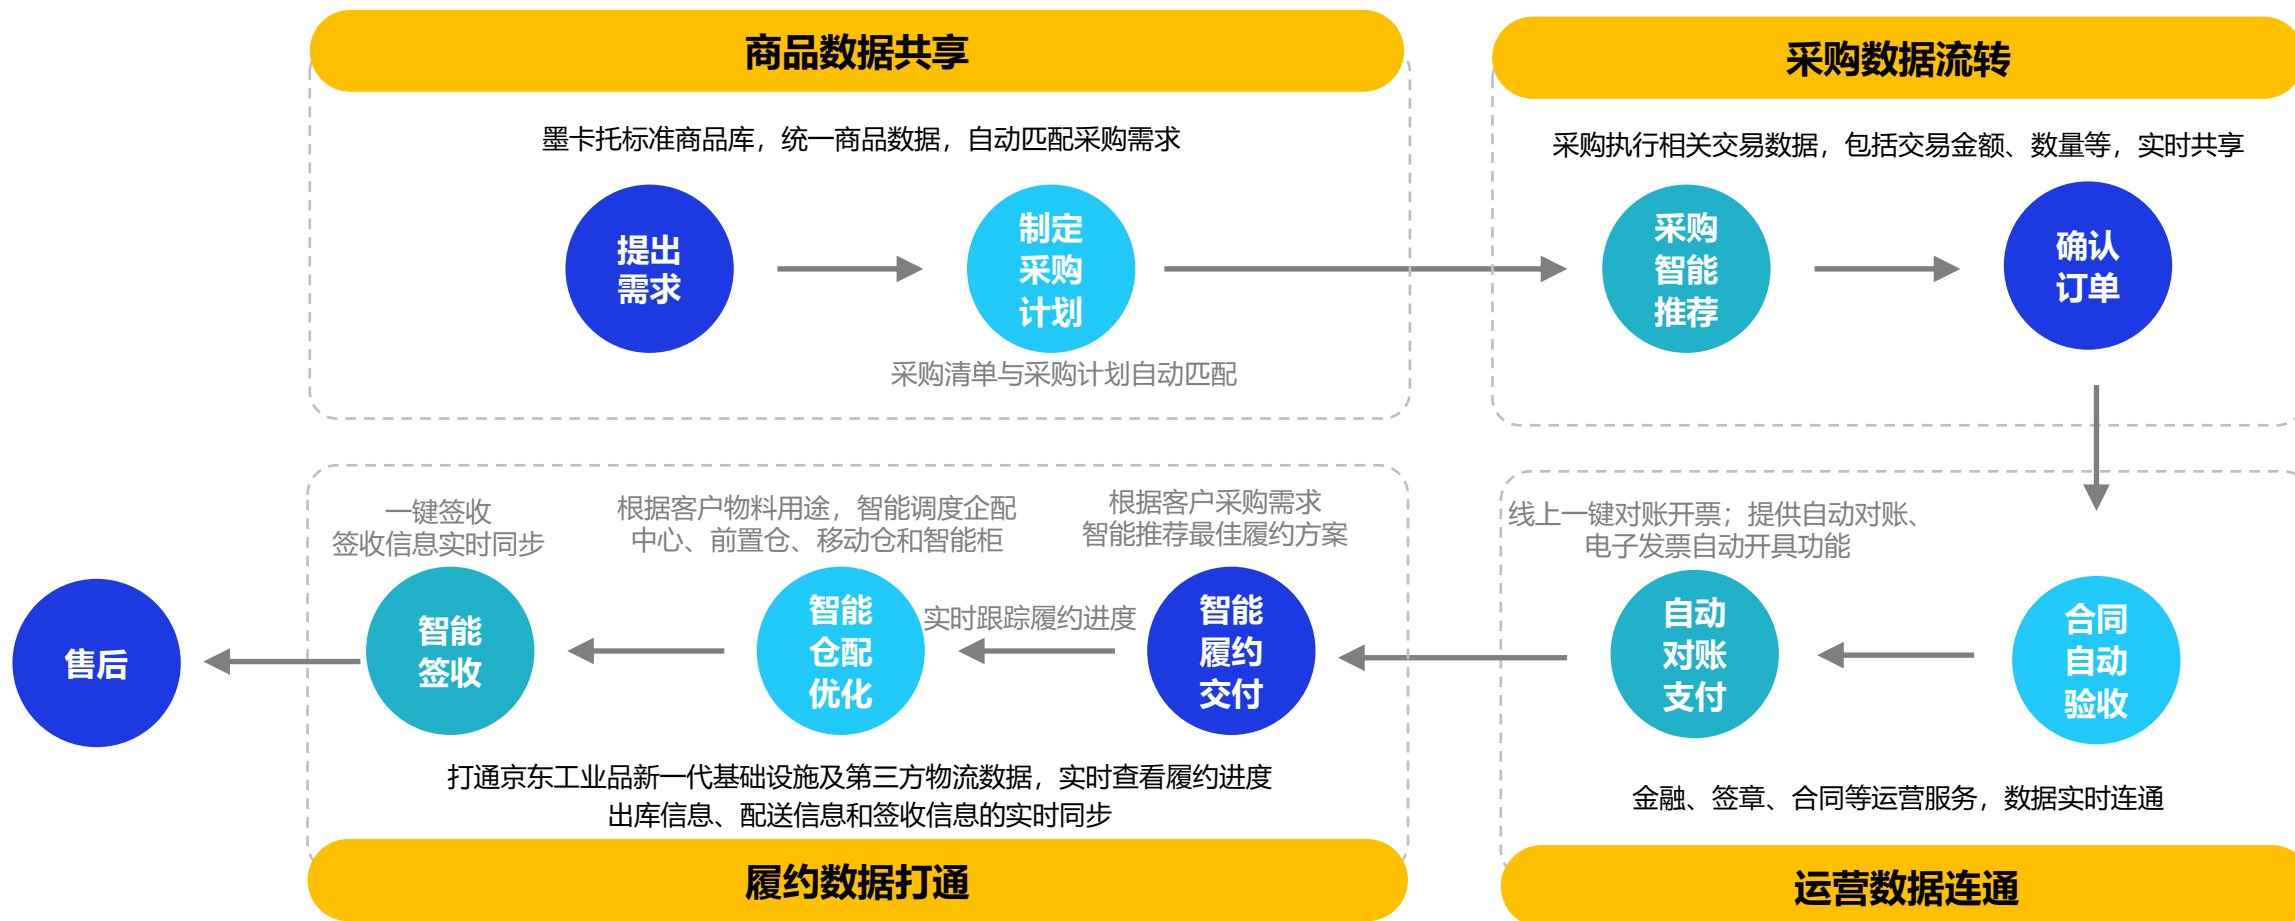 商品数据共享
墨卡托标准商品库，统一商品数据，自动匹配采购需求
提出
需求
制定
采购
计划
采购清单与采购计划自动匹配
采购数据流转
采购执行相关交易数据，包括交易金额、数量等，实时共享
采购
智能
推荐
确认
订单
线上一键对账开票；提供自动对账、
电子发票自动开具功能
合同
自动
验收
自动
对账
支付
金融、签章、合同等运营服务，数据实时连通
运营数据连通
根据客户采购需求
智能推荐最佳履约方案
智能
履约
交付
实时跟踪履约进度
根据客户物料用途，智能调度企配
中心、前置仓、移动仓和智能柜
智能
仓配
优化
一键签收
签收信息实时同步
智能
签收
打通京东工业品新一代基础设施及第三方物流数据，实时查看履约进度
出库信息、配送信息和签收信息的实时同步
履约数据打通
售后